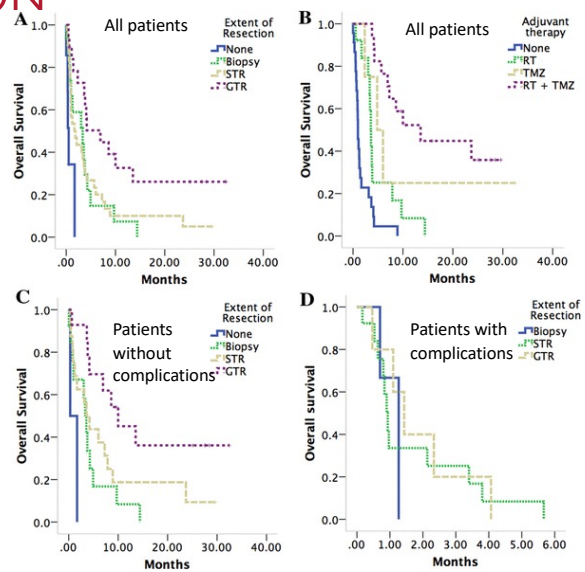 ON
A
All patients
Extent of
Resection
None
Biopsy
STR
GTR
Overall Survival
1.0
0.8
0.6
0.4
0.2
0.0
.00 10.00 20.00 30.00 40.00
Months
B
All patients
Adjuvant
therapy
None
RT
TMZ
RT + TMZ
Overall Survival
1.0
0.8
0.6
0.4
0.2
0.0
.00 10.00 20.00 30.00 40.00
Months
C
Patients
without
complications
Extent of
Resection
None
Biopsy
STR
GTR
Overall survival
1.0
0.8
0.6
0.4
0.2
0.0
.00 10.00 20.00 30.00 40.00
Months
D
Patients with
complications
Extent of
Resection
Biopsy
STR
GTR
Overall survival
1.0
0.8
0.6
0.4
0.2
0.0
.00 1.00 2.00 3.00 4.00 5.00 6.00
Months